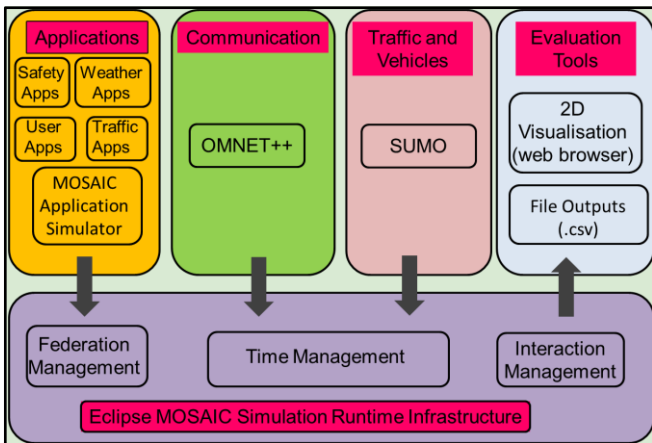 Applications
Safety
Apps
Weather
Apps
User
Apps
Traffic
Apps
MOSAIC
Application
Simulator
Communication
OMNET++
Traffic and
Vehicles
SUMO
Evaluation
Tools
2D
Visualisation
(web browser)
File Outputs
(.csv)
Federation
Management
Time Management
Interaction
Management
Eclipse MOSAIC Simulation Runtime Infrastructure